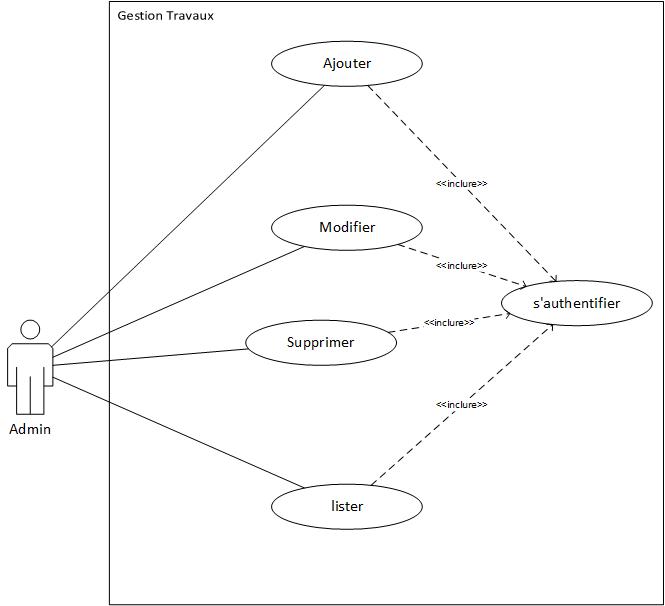 Gestion Travaux
Ajouter
<<inclure>>
Modifier
<<inclure>>
s'authentifier
<<inclure>>
Supprimer
Admin
<<inclure>>
lister